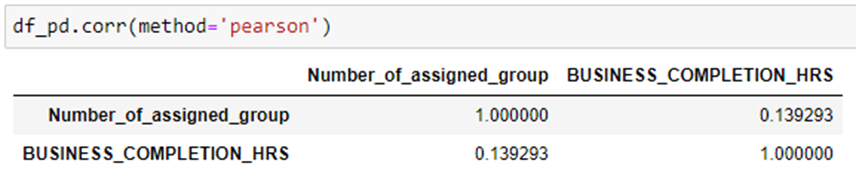 df_pd.corr(method='pearson')
Number_of_assigned_group BUSINESS_COMPLETION_HRS
Number_of_assigned_group 1.000000 0.139293
BUSINESS_COMPLETION_HRS 0.139293 1.000000